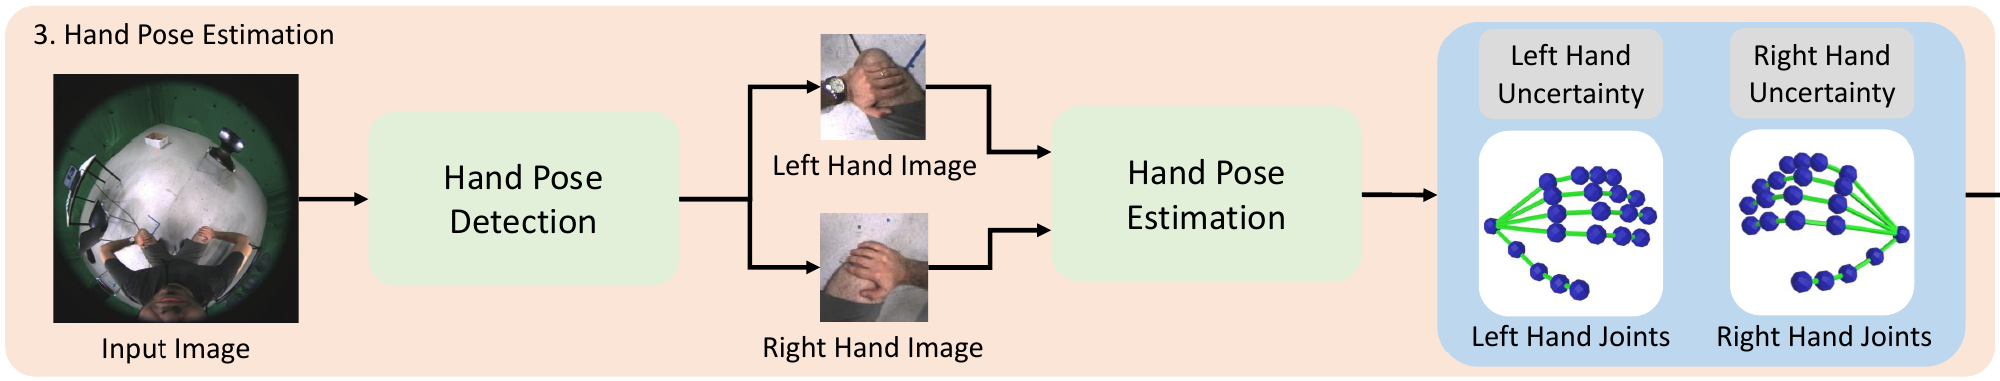 3. Hand Pose Estimation
Input Image
Hand Pose
Detection
Left Hand Image
Right Hand Image
Hand Pose
Estimation
Left Hand
Uncertainty
Right Hand
Uncertainty
Left Hand Joints
Right Hand Joints